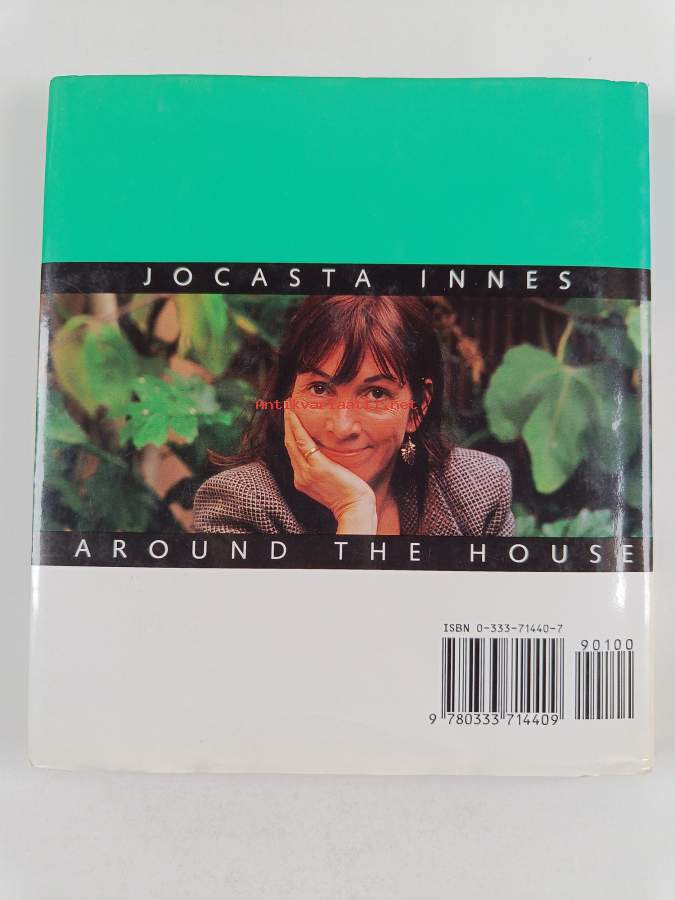 JOCASTA INNES
Antikvariaatti.net
AROUND THE HOUSE
ISBN 0-333-71440-7
90100
9 780333 714409